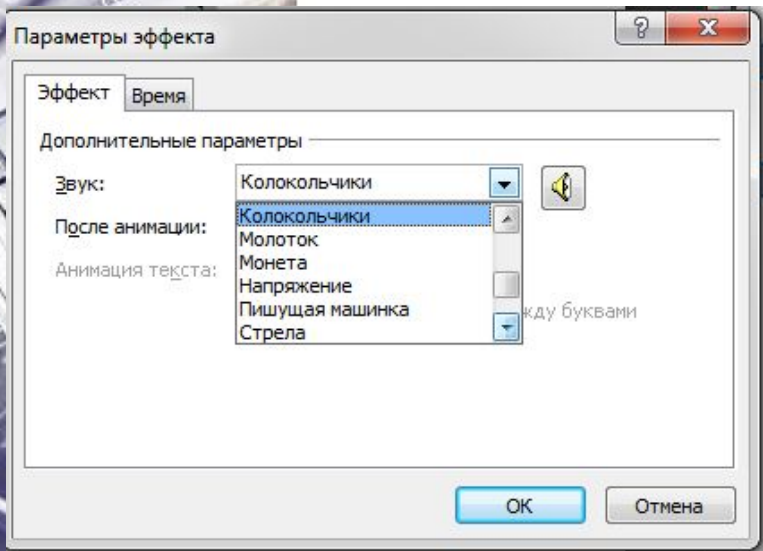 Параметры эффекта
Эффект Время
Дополнительные параметры
Звук: Колокольчики
Колокольчики
После анимации:
Молоток
Монета
Анимация текста:
Напряжение
Пишущая машинка
жду буквами
Стрела
ОК Отмена